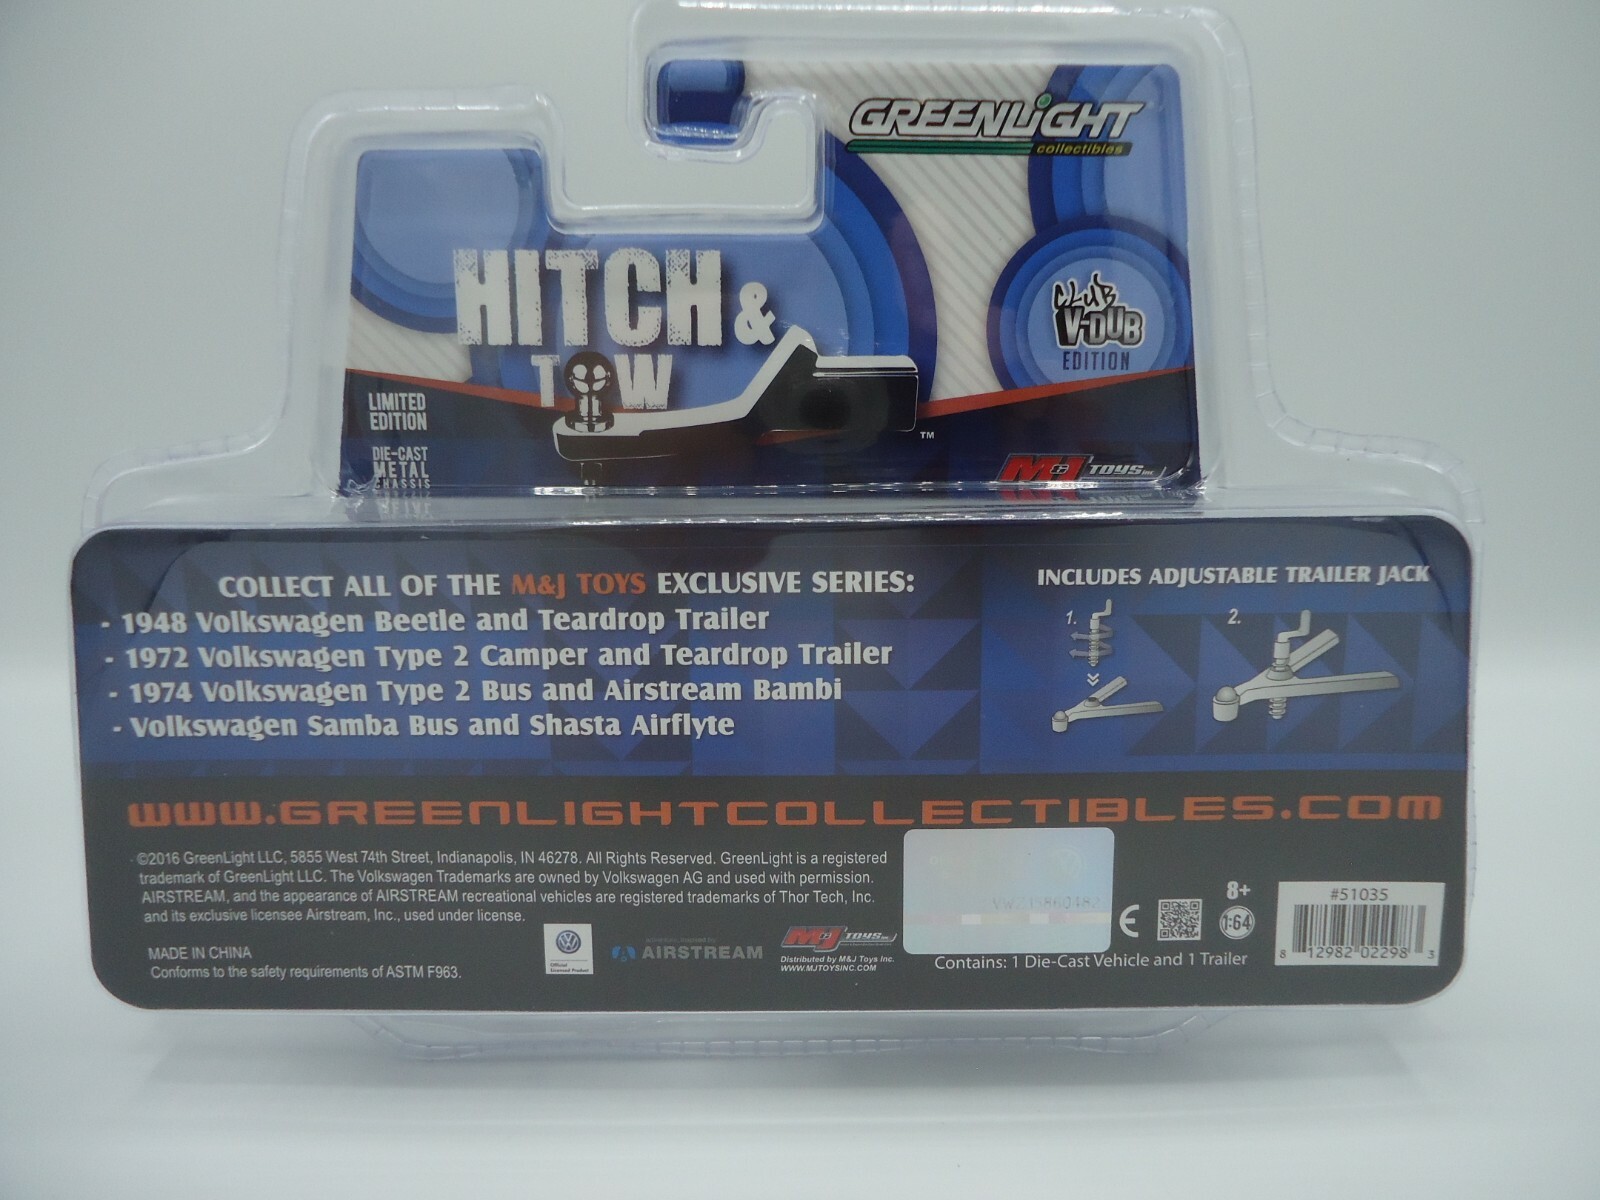 GREENLiGHT
collectibles
HITCH &
TOW
CLUB
V-DUB
EDITION
LIMITED
EDITION
DIE-CAST
METAL
CHASSIS
TM
M&J TOYS INC.
COLLECT ALL OF THE M&J TOYS EXCLUSIVE SERIES:
- 1948 Volkswagen Beetle and Teardrop Trailer
- 1972 Volkswagen Type 2 Camper and Teardrop Trailer
- 1974 Volkswagen Type 2 Bus and Airstream Bambi
- Volkswagen Samba Bus and Shasta Airflyte
INCLUDES ADJUSTABLE TRAILER JACK
1. 2.
WWW.GREENLIGHTCOLLECTIBLES.COM
©2016 GreenLight LLC, 5855 West 74th Street, Indianapolis, IN 46278. All Rights Reserved. GreenLight is a registered
trademark of GreenLight LLC. The Volkswagen Trademarks are owned by Volkswagen AG and used with permission.
AIRSTREAM, and the appearance of AIRSTREAM recreational vehicles are registered trademarks of Thor Tech, Inc.
and its exclusive licensee Airstream, Inc., used under license.
MADE IN CHINA
Conforms to the safety requirements of ASTM F963.
Official
Licensed Product
AIRSTREAM
M&J TOYS INC.
Distributed by M&J Toys Inc.
WWW.MJTOYSINC.COM
CE
8+
1:64
Contains: 1 Die-Cast Vehicle and 1 Trailer
#51035
8 12982 02298 3